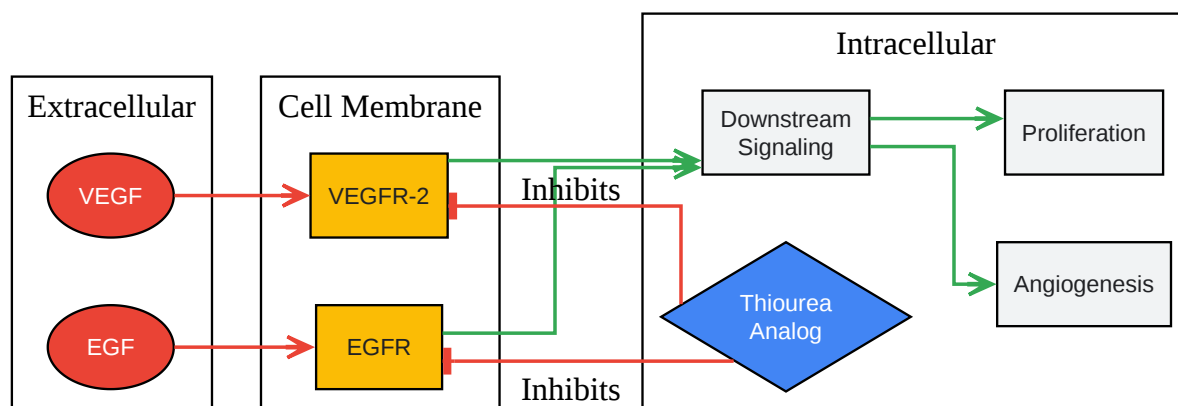 Extracellular
VEGF
EGF
Cell Membrane
VEGFR-2
EGFR
Inhibits
Inhibits
Intracellular
Downstream
Signaling
Thiourea
Analog
Proliferation
Angiogenesis